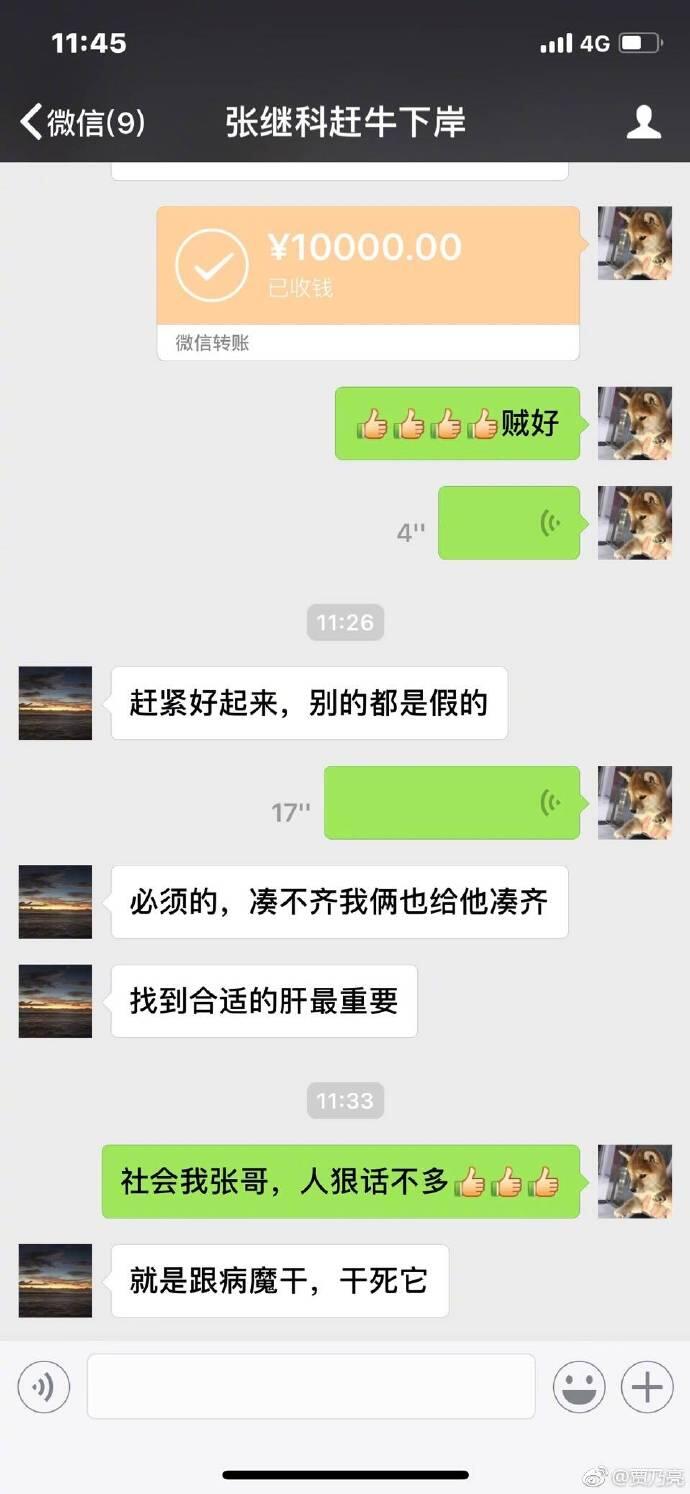 11:45
4G
微信(9)
张继科赶牛下岸
¥10000.00
已收钱
微信转账
👍👍👍👍贼好
4''
11:26
赶紧好起来，别的都是假的
17''
必须的，凑不齐我俩也给他凑齐
找到合适的肝最重要
11:33
社会我张哥，人狠话不多👍👍👍
就是跟病魔干，干死它
@贾乃亮